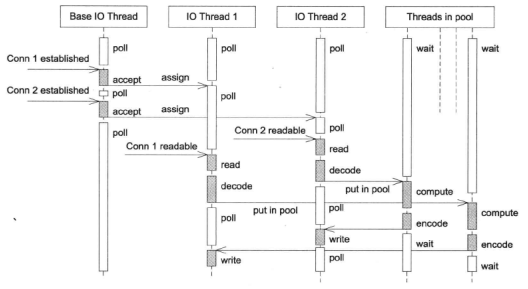 Base IO Thread IO Thread 1 IO Thread 2 Threads in pool
poll poll poll wait wait
Conn 1 established
accept assign
poll poll
Conn 2 established
accept assign
poll poll
Conn 2 readable
Conn 1 readable read
read
decode
decode put in pool compute
put in pool
poll poll compute
encode
write wait encode
write poll wait